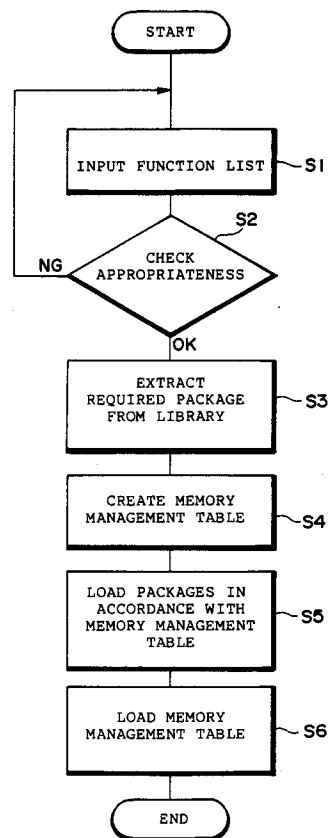 START
INPUT FUNCTION LIST
S1
S2
CHECK
APPROPRIATENESS
NG
OK
EXTRACT
REQUIRED PACKAGE
FROM LIBRARY
S3
CREATE MEMORY
MANAGEMENT TABLE
S4
LOAD PACKAGES IN
ACCORDANCE WITH
MEMORY MANAGEMENT
TABLE
S5
LOAD MEMORY
MANAGEMENT TABLE
S6
END